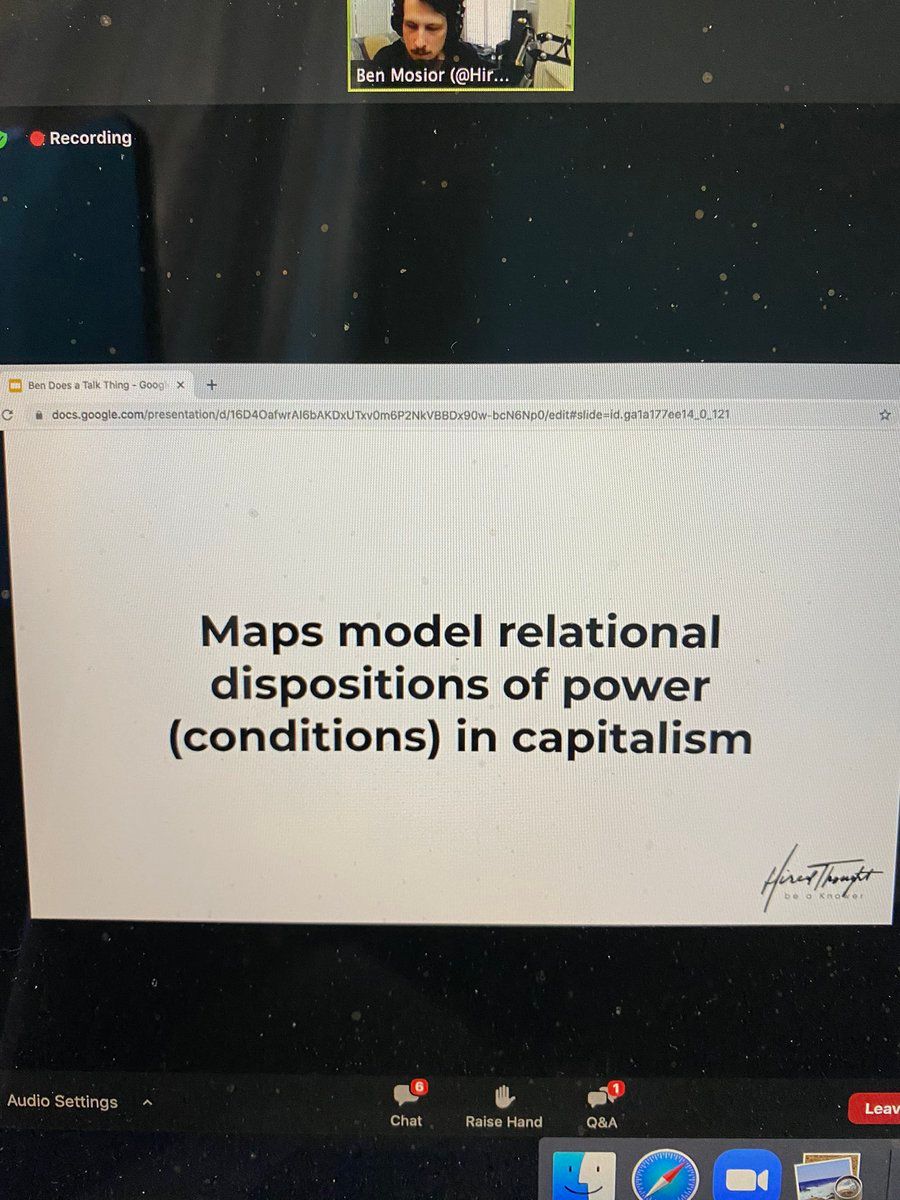 Ben Mosior (@Hir...
Recording
Ben Does a Talk Thing - Googl
docs.google.com/presentation/d/16D4OafwrAI6bAKDxUTxv0m6P2NkVBBDx90w-bcN6Np0/edit#slide=id.ga1a177ee14_0_121
Maps model relational
dispositions of power
(conditions) in capitalism
Hired Thought
be a knower
Audio Settings
6
1
Chat
Raise Hand
Q&A
Leav